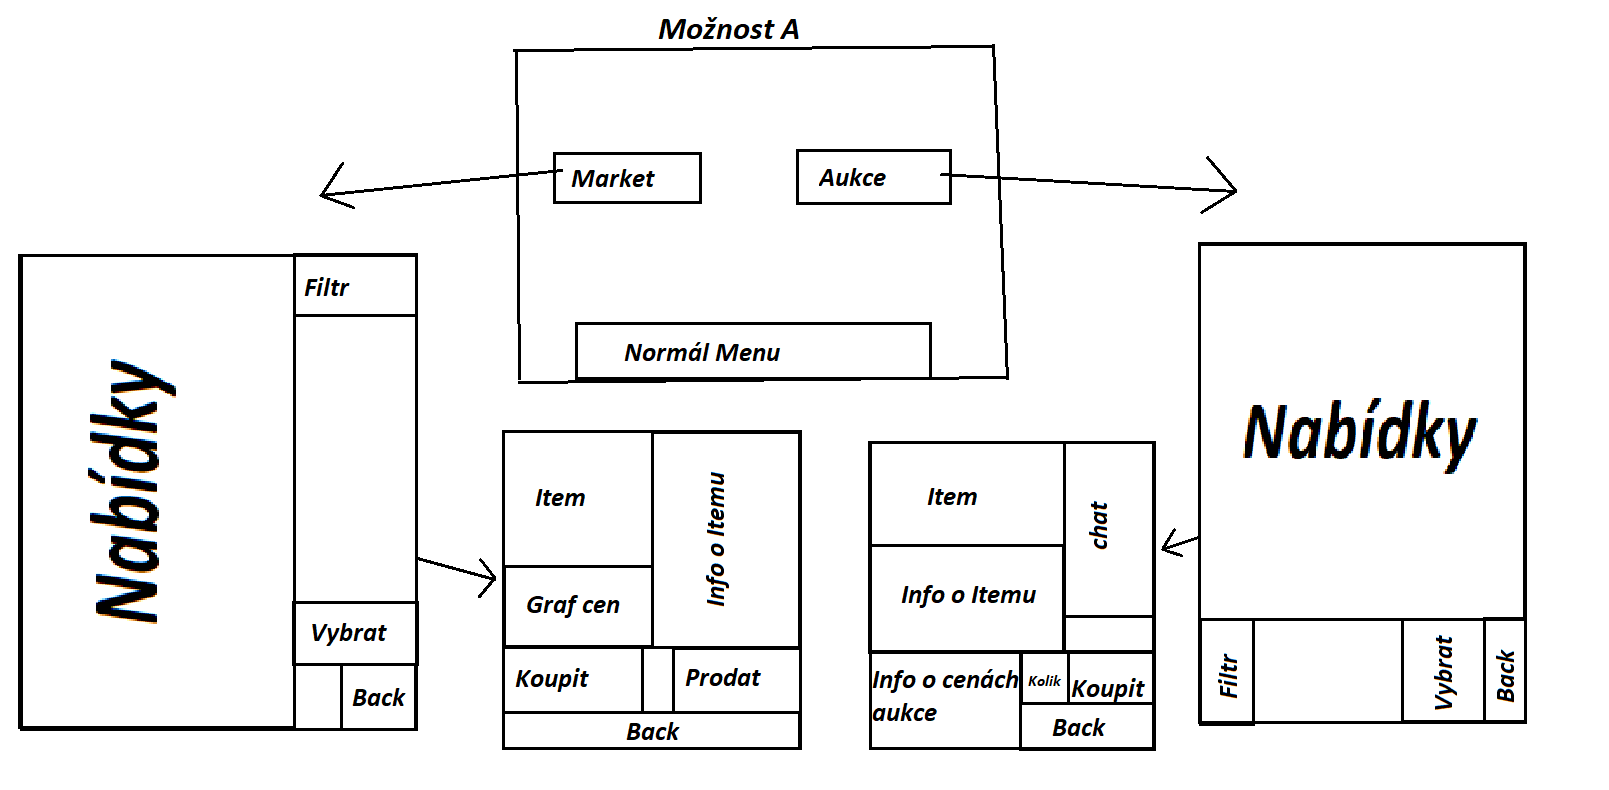 Možnost A
Market
Aukce
Normál Menu
Filtr
Nabídky
Vybrat
Back
Item
Info o Itemu
Graf cen
Koupit
Prodat
Back
Item
chat
Info o Itemu
Info o cenách
aukce
Kolik
Koupit
Back
Nabídky
Filtr
Vybrat
Back